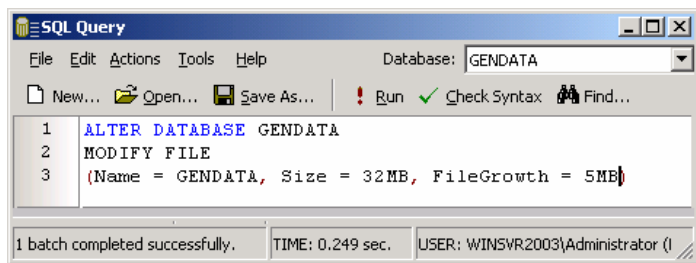 SQL Query
File Edit Actions Tools Help Database: GENDATA
New... Open... Save As... Run Check Syntax Find...
1 ALTER DATABASE GENDATA
2 MODIFY FILE
3 (Name = GENDATA, Size = 32MB, FileGrowth = 5MB)
1 batch completed successfully. TIME: 0.249 sec. USER: WINSVR2003\Administrator (